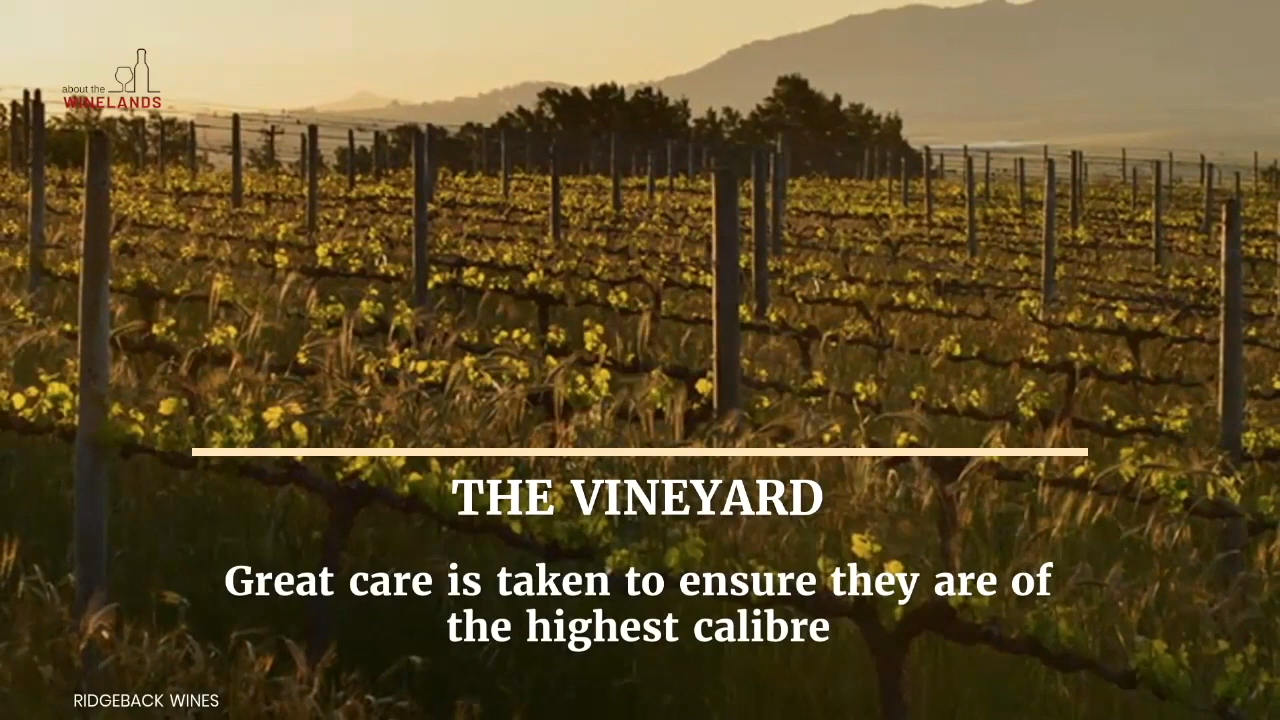 about the
WINELANDS
THE VINEYARD
Great care is taken to ensure they are of
the highest calibre
RIDGEBACK WINES